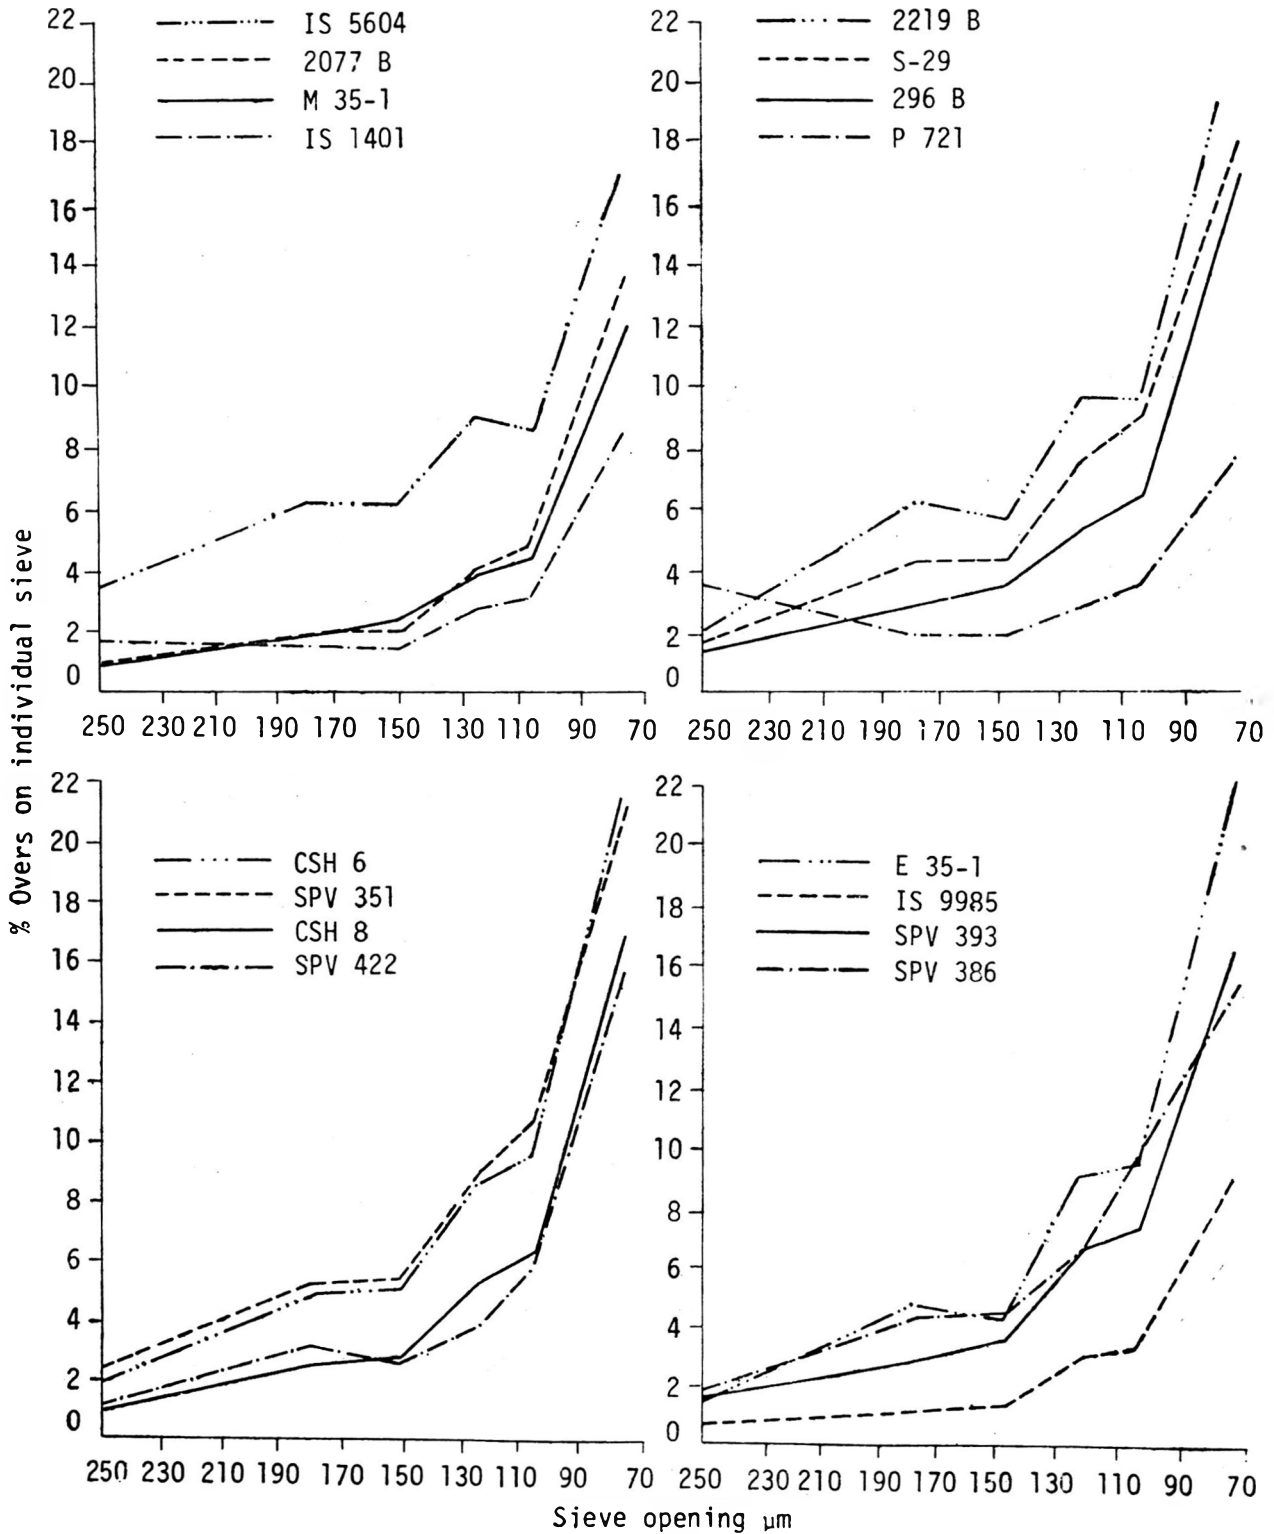 22
20
18
16
14
12
10
8
6
4
2
0
IS 5604
2077 B
M 35-1
IS 1401
250 230 210 190 170 150 130 110 90 70
22
20
18
16
14
12
10
8
6
4
2
0
2219 B
S-29
296 B
P 721
250 230 210 190 170 150 130 110 90 70
% Overs on individual sieve
22
20
18
16
14
12
10
8
6
4
2
0
CSH 6
SPV 351
CSH 8
SPV 422
250 230 210 190 170 150 130 110 90 70
22
20
18
16
14
12
10
8
6
4
2
0
E 35-1
IS 9985
SPV 393
SPV 386
250 230 210 190 170 150 130 110 90 70
Sieve opening µm